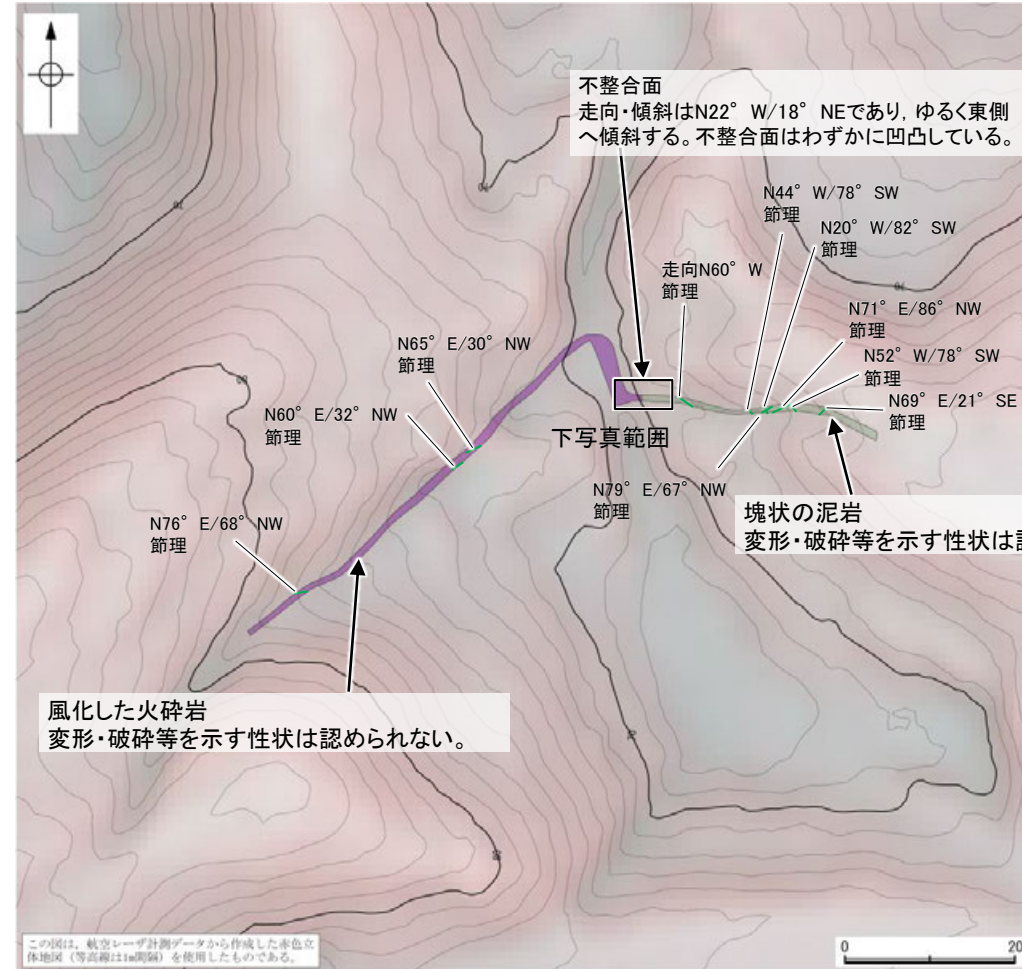 不整合面
走向・傾斜はN22° W/18° NEであり，ゆるく東側
へ傾斜する。不整合面はわずかに凹凸している。
N44° W/78° SW
節理
N20° W/82° SW
節理
走向N60° W
節理
N71° E/86° NW
節理
N65° E/30° NW
節理
N52° W/78° SW
節理
N69° E/21° SE
節理
N60° E/32° NW
節理
下写真範囲
N79° E/67° NW
節理
塊状の泥岩
変形・破砕等を示す性状は
N76° E/68° NW
節理
風化した火砕岩
変形・破砕等を示す性状は認められない。
この図は，航空レーザ計測データから作成した赤色立
体地図（等高線は1m間隔）を使用したものである。
0 20